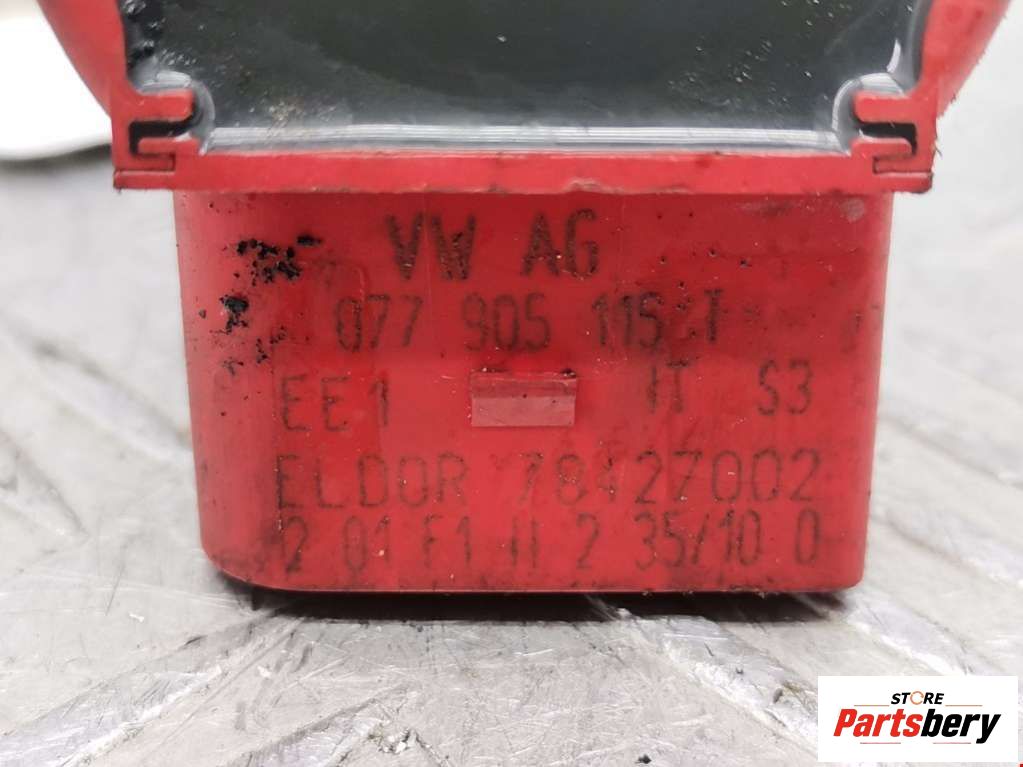 VW AG
077 905 115 T
EE1 IT S3
ELDOR 78427002
2 01 F1 II 2 35/10 0
STORE
Partsbery